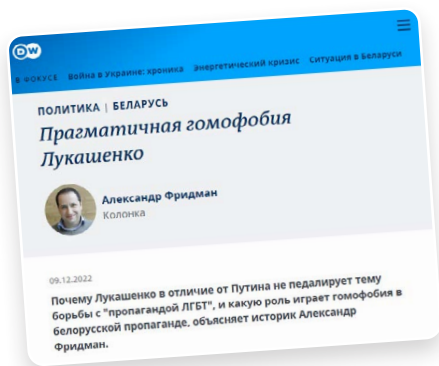 DW
В ФОКУСЕ Война в Украине: хроника Энергетический кризис Ситуация в Беларуси
ПОЛИТИКА | БЕЛАРУСЬ
Прагматичная гомофобия
Лукашенко
Александр Фридман
Колонка
09.12.2022
Почему Лукашенко в отличие от Путина не педалирует тему
борьбы с "пропагандой ЛГБТ", и какую роль играет гомофобия в
белорусской пропаганде, объясняет историк Александр
Фридман.